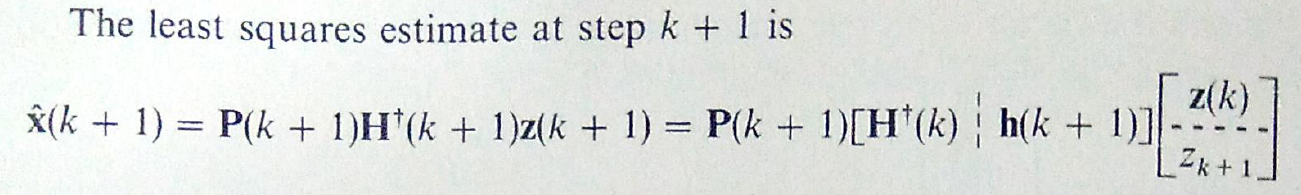 The least squares estimate at step k + 1 is
x̂(k + 1) = P(k + 1)H†(k + 1)z(k + 1) = P(k + 1)[H†(k) ¦ h(k + 1)][z(k) / z_{k + 1}]